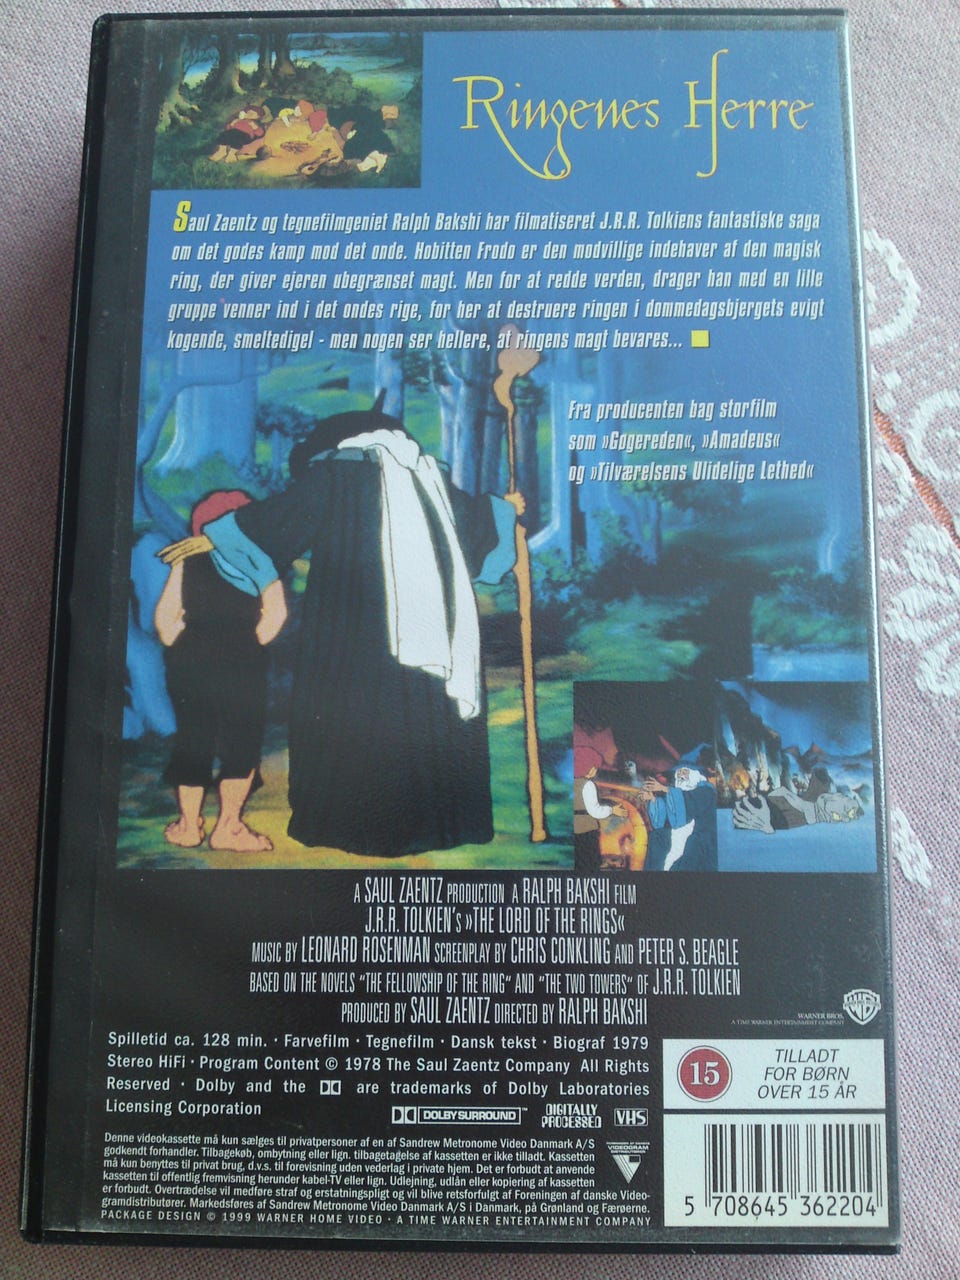 Ringenes Herre
Saul Zaentz og tegnefilmgeniet Ralph Bakshi har filmatiseret J.R.R. Tolkiens fantastiske saga
om det godes kamp mod det onde. Hobitten Frodo er den modvillige indehaver af den magisk
ring, der giver ejeren ubegrænset magt. Men for at redde verden, drager han med en lille
gruppe venner ind i det ondes rige, for her at destruere ringen i dommedagsbjergets evigt
kogende, smeltedigel - men nogen ser hellere, at ringens magt bevares...
Fra producenten bag storfilm
som »Gøgereden«, »Amadeus«
og »Tilværelsens Ulidelige Lethed«
A SAUL ZAENTZ PRODUCTION A RALPH BAKSHI FILM
J.R.R. TOLKIEN'S »THE LORD OF THE RINGS«
MUSIC BY LEONARD ROSENMAN SCREENPLAY BY CHRIS CONKLING AND PETER S. BEAGLE
BASED ON THE NOVELS "THE FELLOWSHIP OF THE RING" AND "THE TWO TOWERS" OF J.R.R. TOLKIEN
PRODUCED BY SAUL ZAENTZ DIRECTED BY RALPH BAKSHI
WARNER BROS.
A TIME WARNER ENTERTAINMENT COMPANY
Spilletid ca. 128 min. · Farvefilm · Tegnefilm · Dansk tekst · Biograf 1979
Stereo HiFi · Program Content © 1978 The Saul Zaentz Company All Rights
Reserved · Dolby and the are trademarks of Dolby Laboratories
Licensing Corporation
DOLBY SURROUND™
DIGITALLY
PROCESSED
VHS
15
TILLADT
FOR BØRN
OVER 15 ÅR
Denne videokassette må kun sælges til privatpersoner af en af Sandrew Metronome Video Danmark A/S
godkendt forhandler. Tilbagekøb, ombytning eller lign. tilbagetagelse af kassetten er ikke tilladt. Kassetten
må kun benyttes til privat brug, d.v.s. til forevisning uden vederlag i private hjem. Det er forbudt at anvende
kassetten til offentlig fremvisning herunder kabel-TV eller lign. Udlejning, udlån eller kopiering af kassetten
er forbudt. Overtrædelse vil medføre straf og erstatningspligt og vil blive retsforfulgt af Foreningen af danske Video-
gramdistributører. Markedsføres af Sandrew Metronome Video Danmark A/S i Danmark, på Grønland og Færøerne.
PACKAGE DESIGN © 1999 WARNER HOME VIDEO · A TIME WARNER ENTERTAINMENT COMPANY
VIDEOGRAM
5 708645 362204